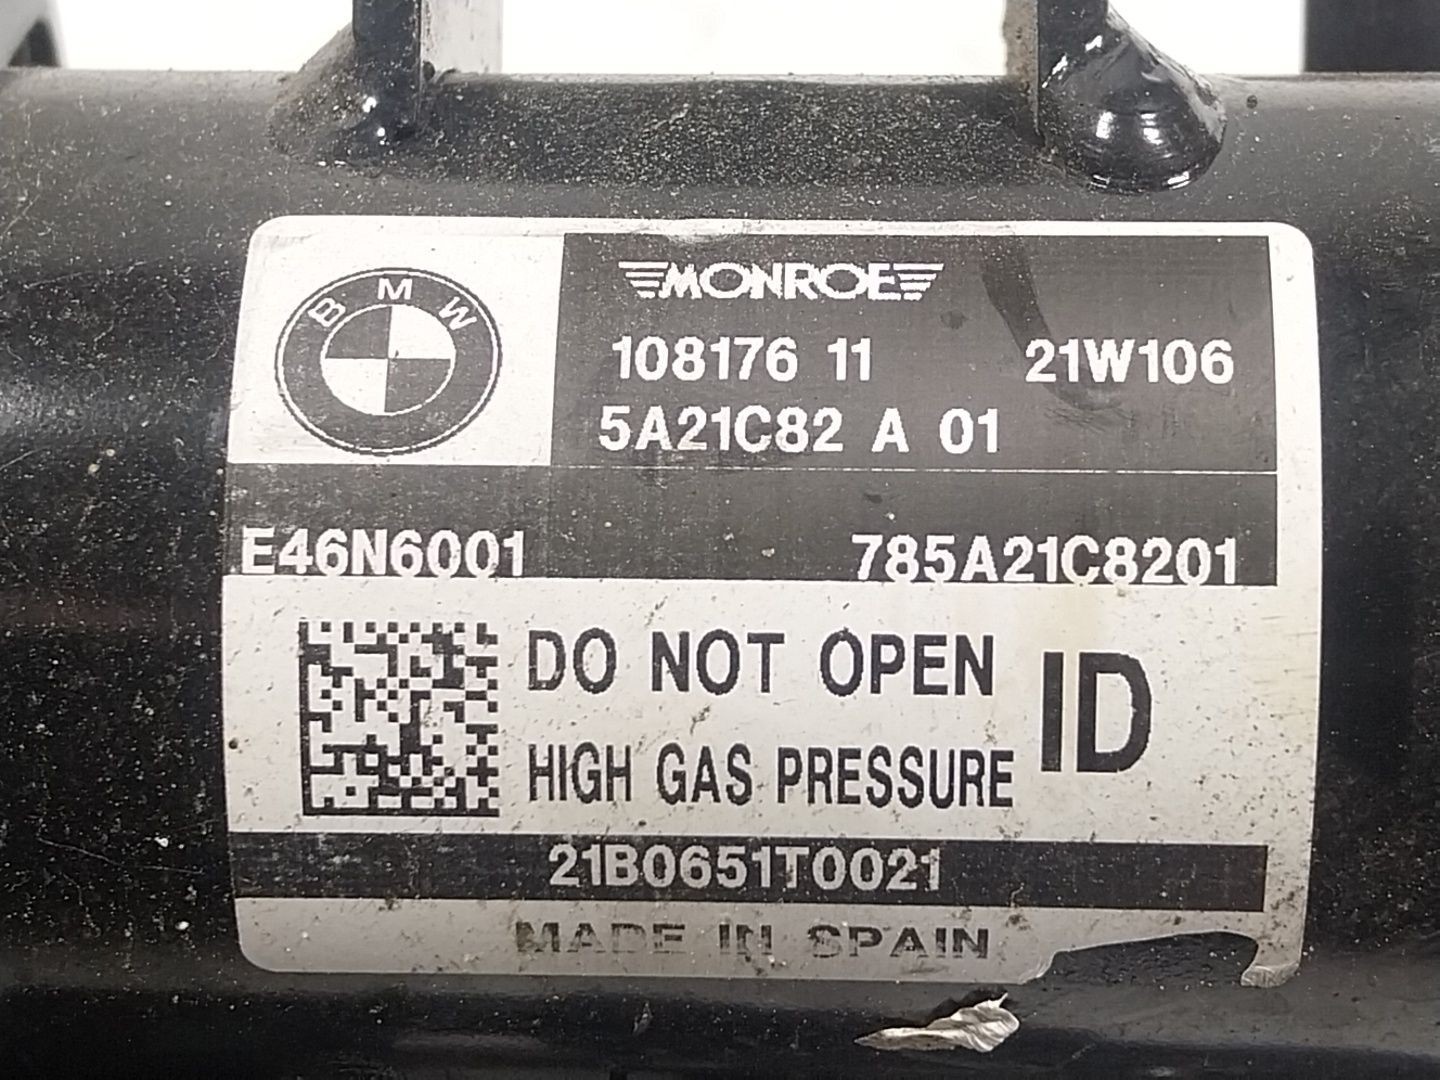 BMW
MONROE
108176 11 21W106
5A21C82 A 01
E46N6001 785A21C8201
DO NOT OPEN
ID
HIGH GAS PRESSURE
21B0651T0021
MADE IN SPAIN